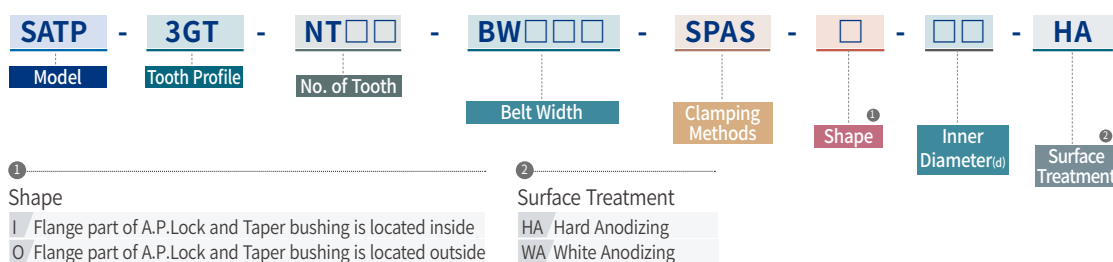 SATP - 3GT - NT□□ - BW□□□ - SPAS - □ - □□ - HA
Model
Tooth Profile
No. of Tooth
Belt Width
Clamping
Methods
Shape
1
Inner
Diameter(d)
2
Surface
Treatment
1
Shape
I Flange part of A.P.Lock and Taper bushing is located inside
O Flange part of A.P.Lock and Taper bushing is located outside
2
Surface Treatment
HA Hard Anodizing
WA White Anodizing